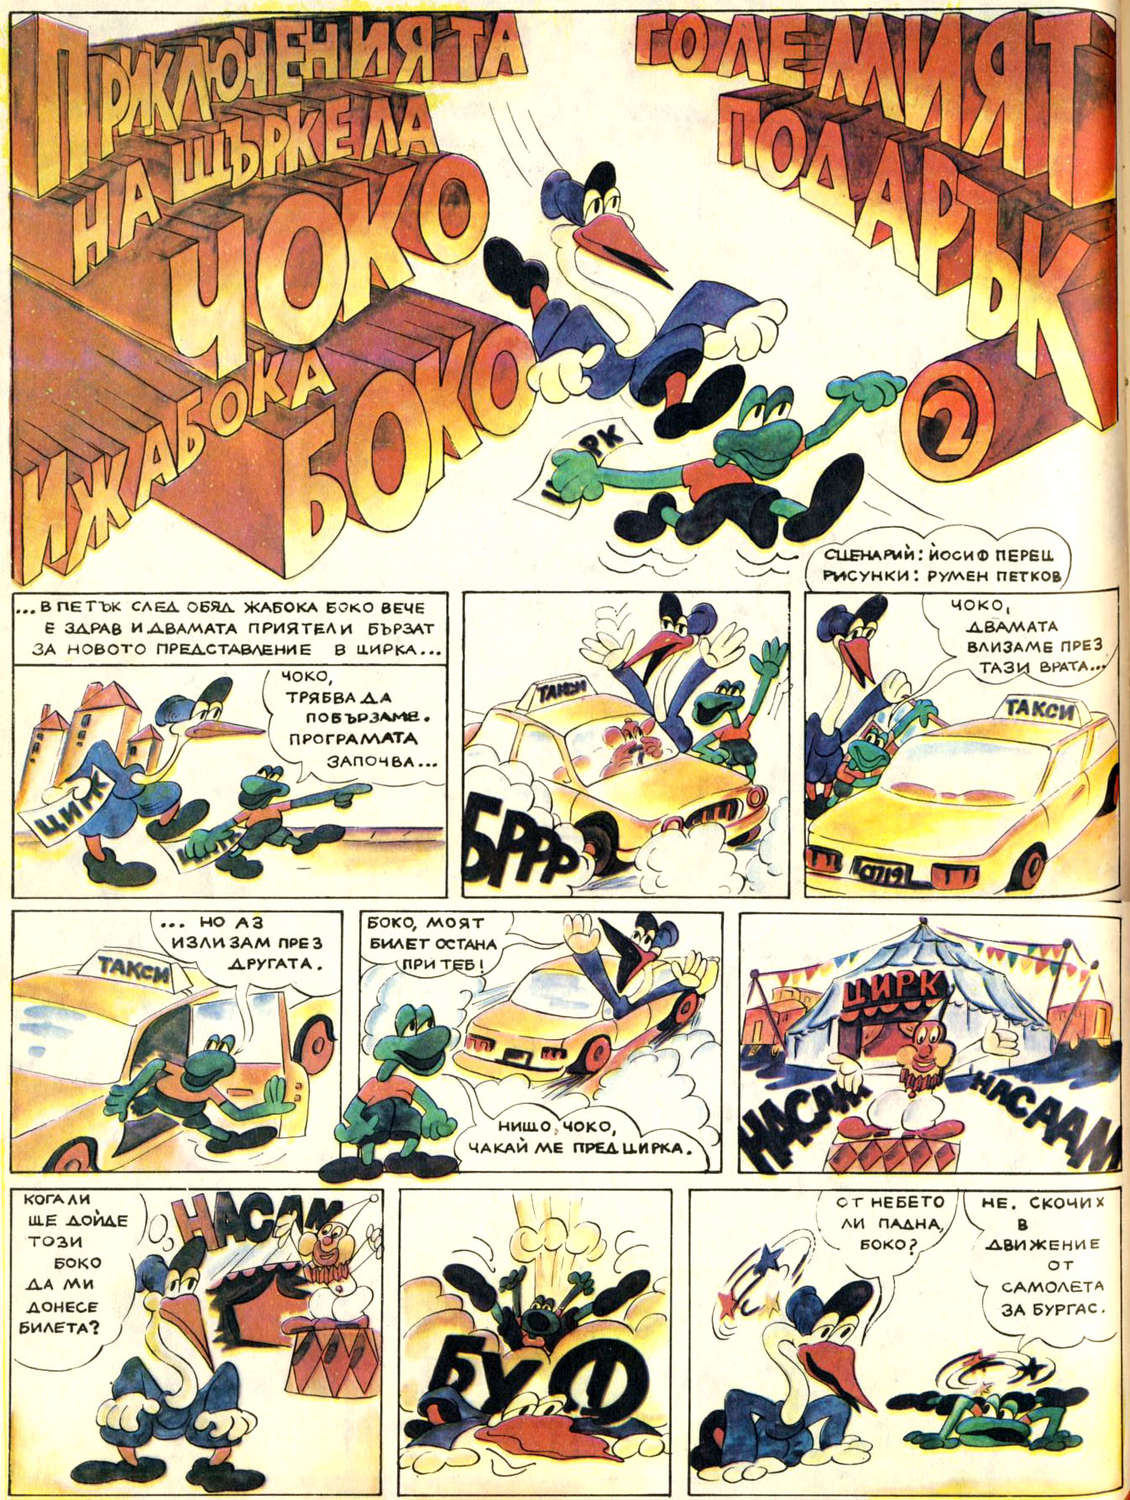 ПРИКЛЮЧЕНИЯТА
НА ЩЪРКЕЛА
ЧОКО
И ЖАБОКА
БОКО
ГОЛЕМИЯТ
ПОДАРЪК
2
РК
СЦЕНАРИЙ: ЙОСИФ ПЕРЕЦ
РИСУНКИ: РУМЕН ПЕТКОВ
...В ПЕТЪК СЛЕД ОБЯД ЖАБОКА БОКО ВЕЧЕ
Е ЗДРАВ И ДВАМАТА ПРИЯТЕЛИ БЪРЗАТ
ЗА НОВОТО ПРЕДСТАВЛЕНИЕ В ЦИРКА...
ЧОКО,
ТРЯБВА ДА
ПОБЪРЗАМЕ.
ПРОГРАМАТА
ЗАПОЧВА...
ЦИРК
ТАКСИ
БРРР
ЧОКО,
ДВАМАТА
ВЛИЗАМЕ ПРЕЗ
ТАЗИ ВРАТА...
ТАКСИ
... НО АЗ
ИЗЛИЗАМ ПРЕЗ
ДРУГАТА.
ТАКСИ
БОКО, МОЯТ
БИЛЕТ ОСТАНА
ПРИ ТЕБ!
НИЩО, ЧОКО,
ЧАКАЙ МЕ ПРЕД ЦИРКА.
ЦИРК
НАСАМ
НАСААМ
КОГА ЛИ
ЩЕ ДОЙДЕ
ТОЗИ
БОКО
ДА МИ
ДОНЕСЕ
БИЛЕТА?
НАСАМ
БУФ
ОТ НЕБЕТО
ЛИ ПАДНА,
БОКО?
НЕ. СКОЧИХ
В
ДВИЖЕНИЕ
ОТ
САМОЛЕТА
ЗА БУРГАС.